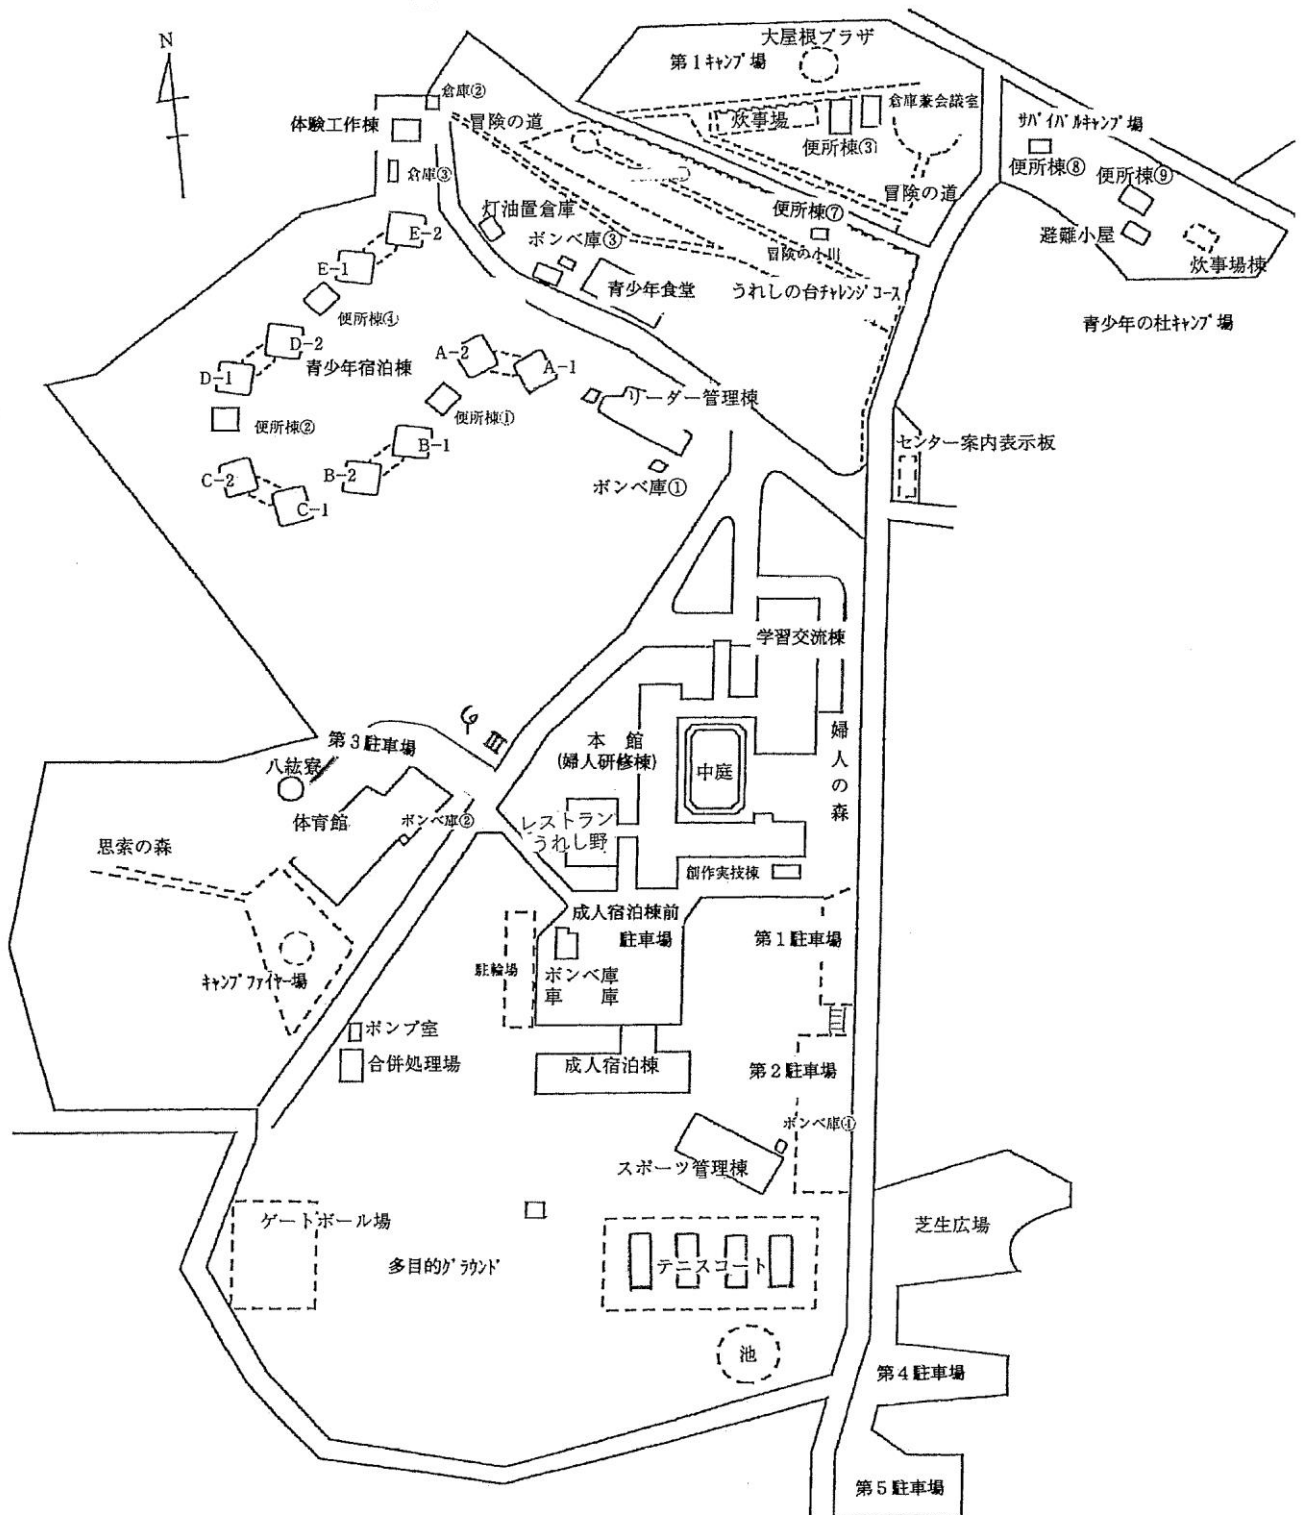 N
大屋根プラザ
第1キャンプ場
倉庫②
倉庫兼会議室
体験工作棟
冒険の道
炊事場
サバイバルキャンプ場
便所棟③
便所棟⑧
倉庫③
便所棟⑨
冒険の道
灯油置倉庫
便所棟⑦
E-2
ボンベ庫③
避難小屋
冒険の小川
炊事場棟
E-1
青少年食堂
うれしの台チャレンジコース
便所棟④
青少年の杜キャンプ場
D-2
A-2
青少年宿泊棟
A-1
D-1
リーダー管理棟
便所棟②
便所棟①
B-1
センター案内表示板
C-2
B-2
ボンベ庫①
C-1
学習交流棟
第3駐車場
本館
(婦人研修棟)
婦人の森
八紘寮
中庭
体育館
ボンベ庫②
レストラン
うれし野
思索の森
創作実技棟
成人宿泊棟前
駐車場
第1駐車場
駐輪場
キャンプファイヤー場
ボンベ庫
車庫
ポンプ室
合併処理場
成人宿泊棟
第2駐車場
ボンベ庫④
スポーツ管理棟
ゲートボール場
芝生広場
多目的グラウンド
テニスコート
池
第4駐車場
第5駐車場